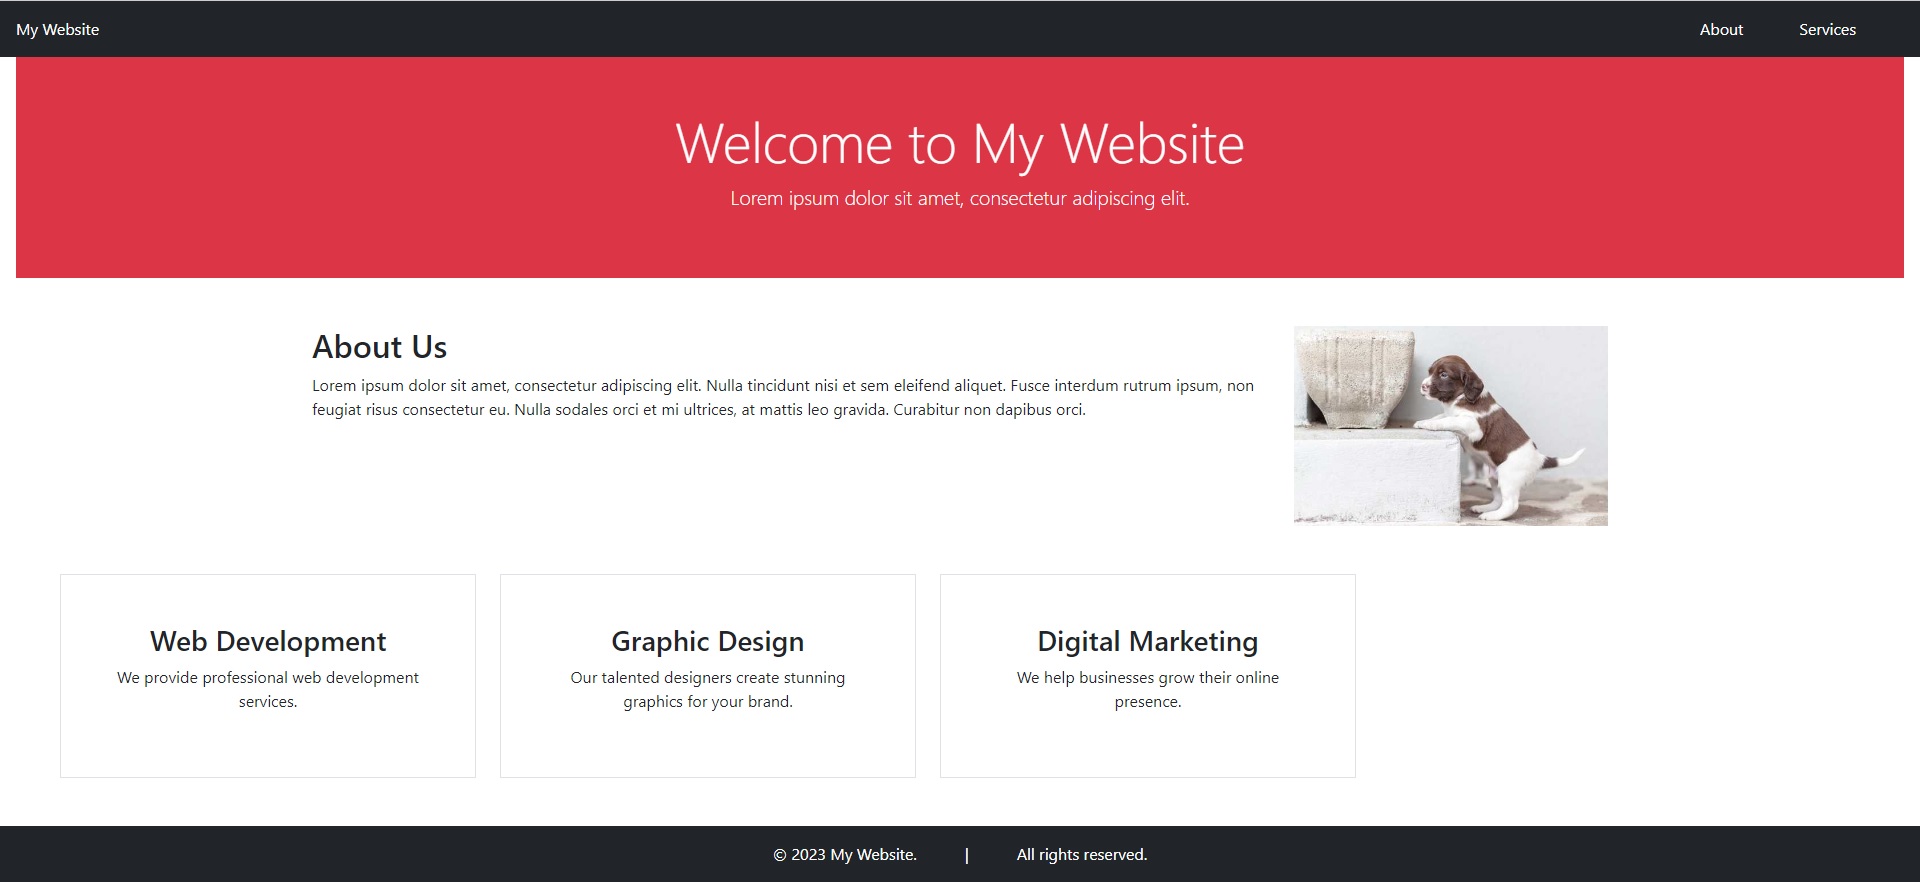 My Website
About
Services
Welcome to My Website
Lorem ipsum dolor sit amet, consectetur adipiscing elit.
About Us
Lorem ipsum dolor sit amet, consectetur adipiscing elit. Nulla tincidunt nisi et sem eleifend aliquet. Fusce interdum rutrum ipsum, non
feugiat risus consectetur eu. Nulla sodales orci et mi ultrices, at mattis leo gravida. Curabitur non dapibus orci.
Web Development
We provide professional web development
services.
Graphic Design
Our talented designers create stunning
graphics for your brand.
Digital Marketing
We help businesses grow their online
presence.
© 2023 My Website. | All rights reserved.